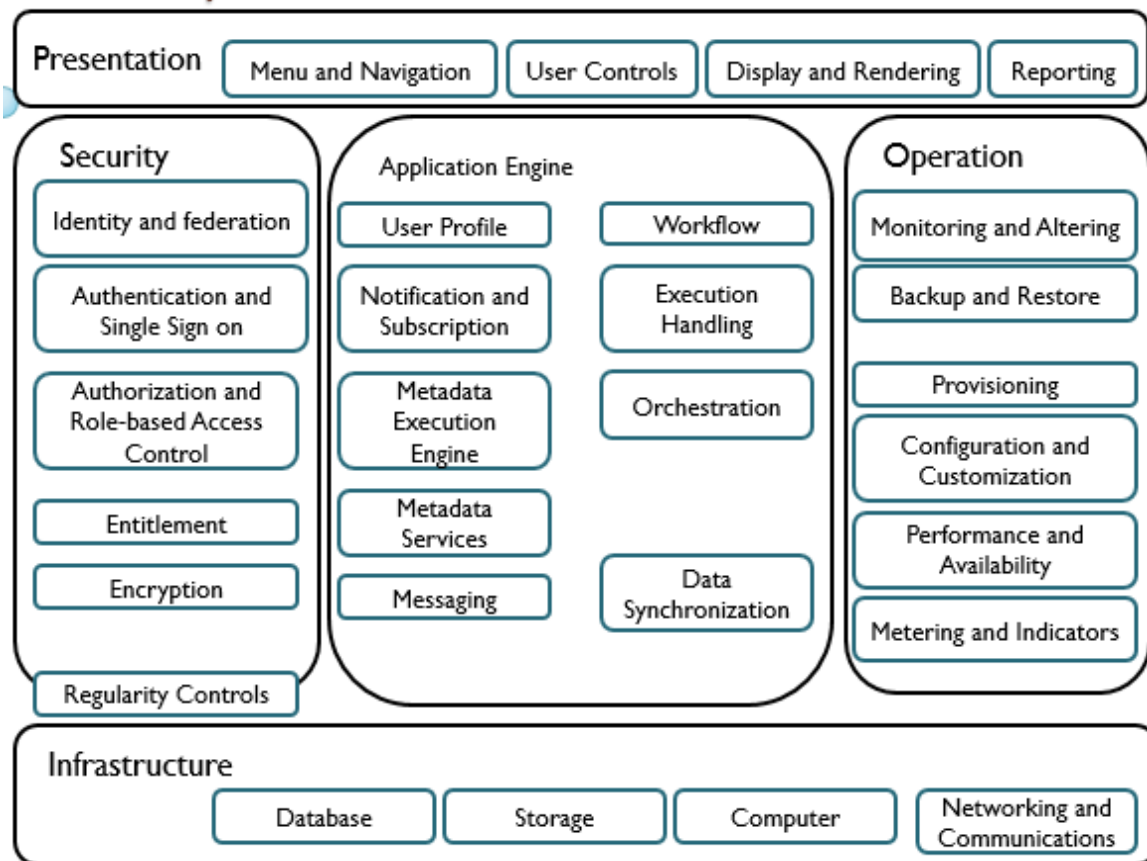 Presentation
Menu and Navigation
User Controls
Display and Rendering
Reporting
Security
Identity and federation
Authentication and
Single Sign on
Authorization and
Role-based Access
Control
Entitlement
Encryption
Regularity Controls
Application Engine
User Profile
Notification and
Subscription
Metadata
Execution
Engine
Metadata
Services
Messaging
Workflow
Execution
Handling
Orchestration
Data
Synchronization
Operation
Monitoring and Altering
Backup and Restore
Provisioning
Configuration and
Customization
Performance and
Availability
Metering and Indicators
Infrastructure
Database
Storage
Computer
Networking and
Communications